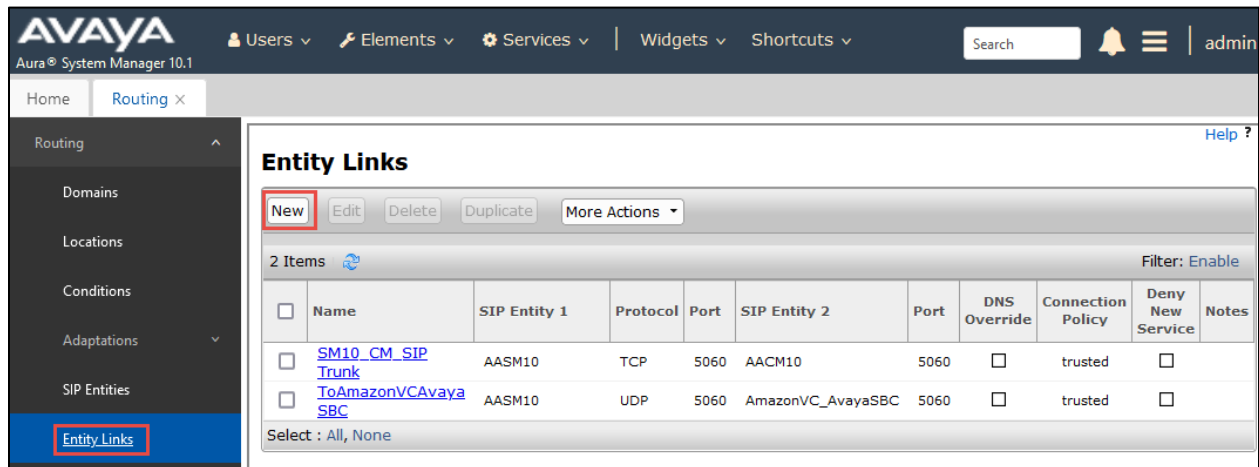 AVAYA
Aura® System Manager 10.1
Users
Elements
Services
Widgets
Shortcuts
Search
admin
Home
Routing ×
Routing
Domains
Locations
Conditions
Adaptations
SIP Entities
Entity Links
Help ?
Entity Links
New
Edit
Delete
Duplicate
More Actions
2 Items
Filter: Enable
Name SIP Entity 1 Protocol Port SIP Entity 2 Port DNS Override Connection Policy Deny New Service Notes
SM10_CM_SIP Trunk AASM10 TCP 5060 AACM10 5060 trusted
ToAmazonVCAvaya SBC AASM10 UDP 5060 AmazonVC_AvayaSBC 5060 trusted
Select : All, None